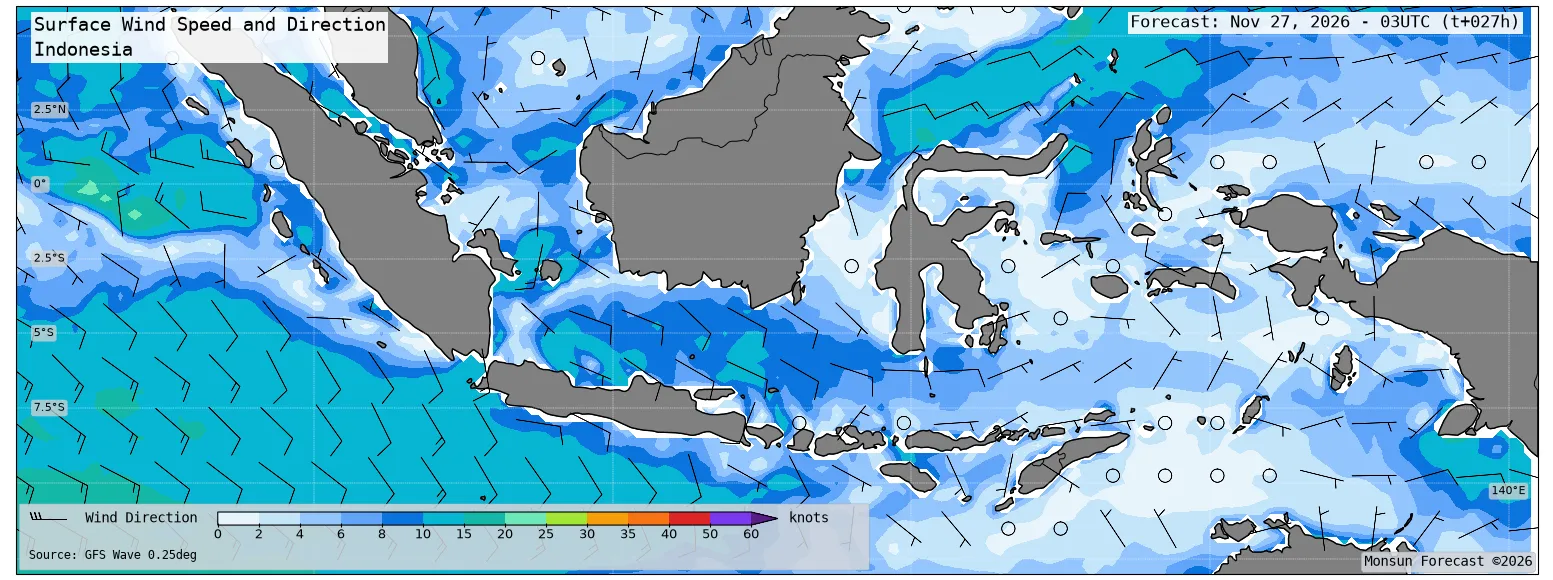 Surface Wind Speed and Direction
Indonesia
Forecast: Nov 27, 2026 - 03UTC (t+027h)
2.5°N
0°
2.5°S
5°S
7.5°S
140°E
Wind Direction
knots
0 2 4 6 8 10 15 20 25 30 35 40 50 60
Source: GFS Wave 0.25deg
Monsun Forecast ©2026